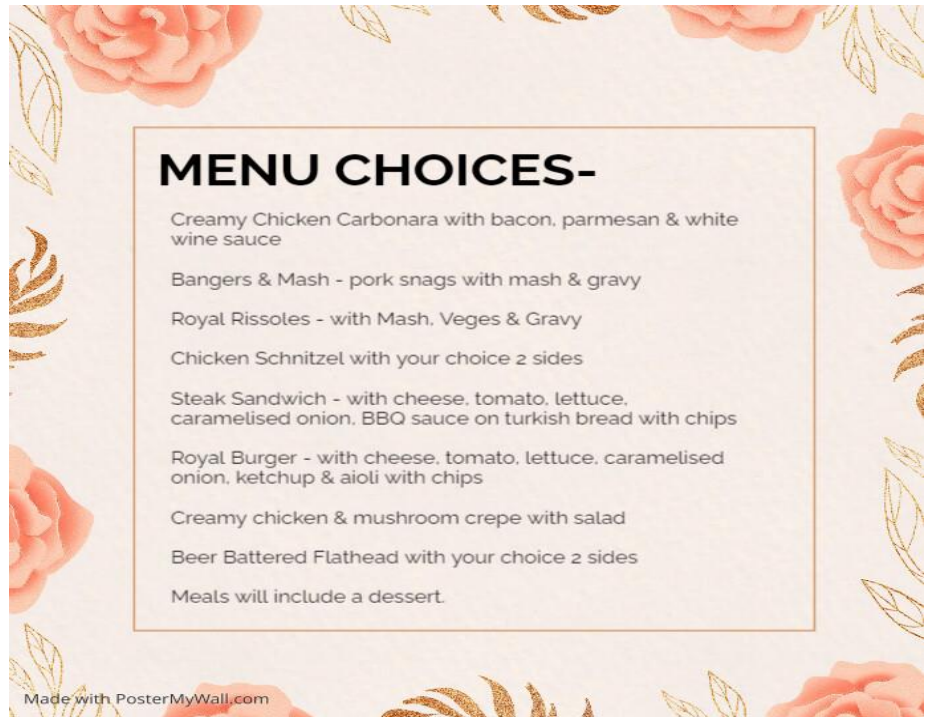 MENU CHOICES-
Creamy Chicken Carbonara with bacon, parmesan & white
wine sauce
Bangers & Mash - pork snags with mash & gravy
Royal Rissoles - with Mash, Veges & Gravy
Chicken Schnitzel with your choice 2 sides
Steak Sandwich - with cheese, tomato, lettuce,
caramelised onion, BBQ sauce on turkish bread with chips
Royal Burger - with cheese, tomato, lettuce, caramelised
onion, ketchup & aioli with chips
Creamy chicken & mushroom crepe with salad
Beer Battered Flathead with your choice 2 sides
Meals will include a dessert.
Made with PosterMyWall.com